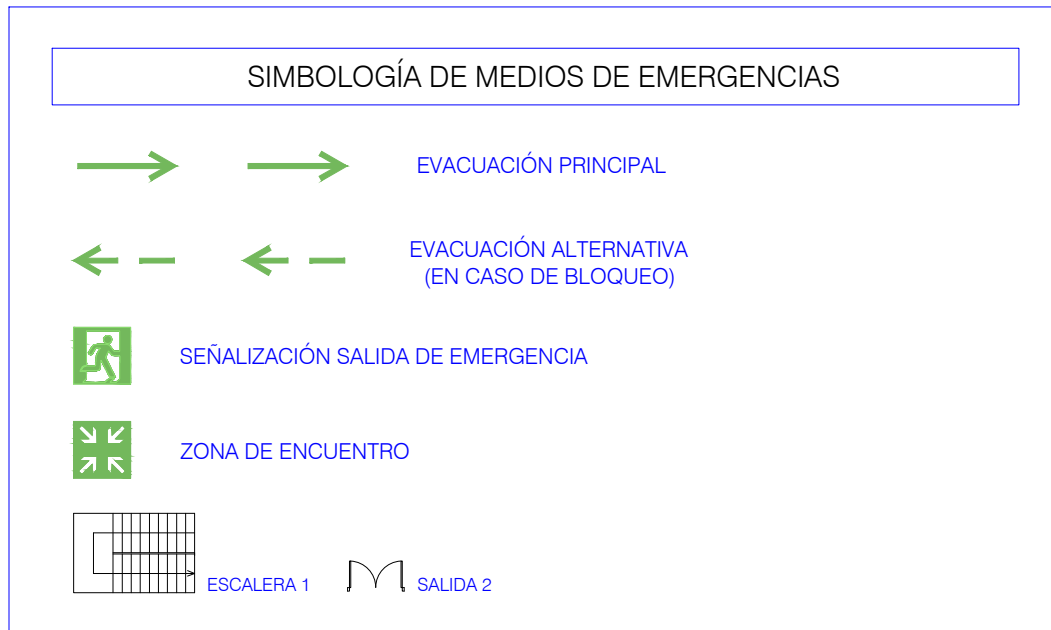 SIMBOLOGÍA DE MEDIOS DE EMERGENCIAS
EVACUACIÓN PRINCIPAL
EVACUACIÓN ALTERNATIVA
(EN CASO DE BLOQUEO)
SEÑALIZACIÓN SALIDA DE EMERGENCIA
ZONA DE ENCUENTRO
ESCALERA 1
SALIDA 2